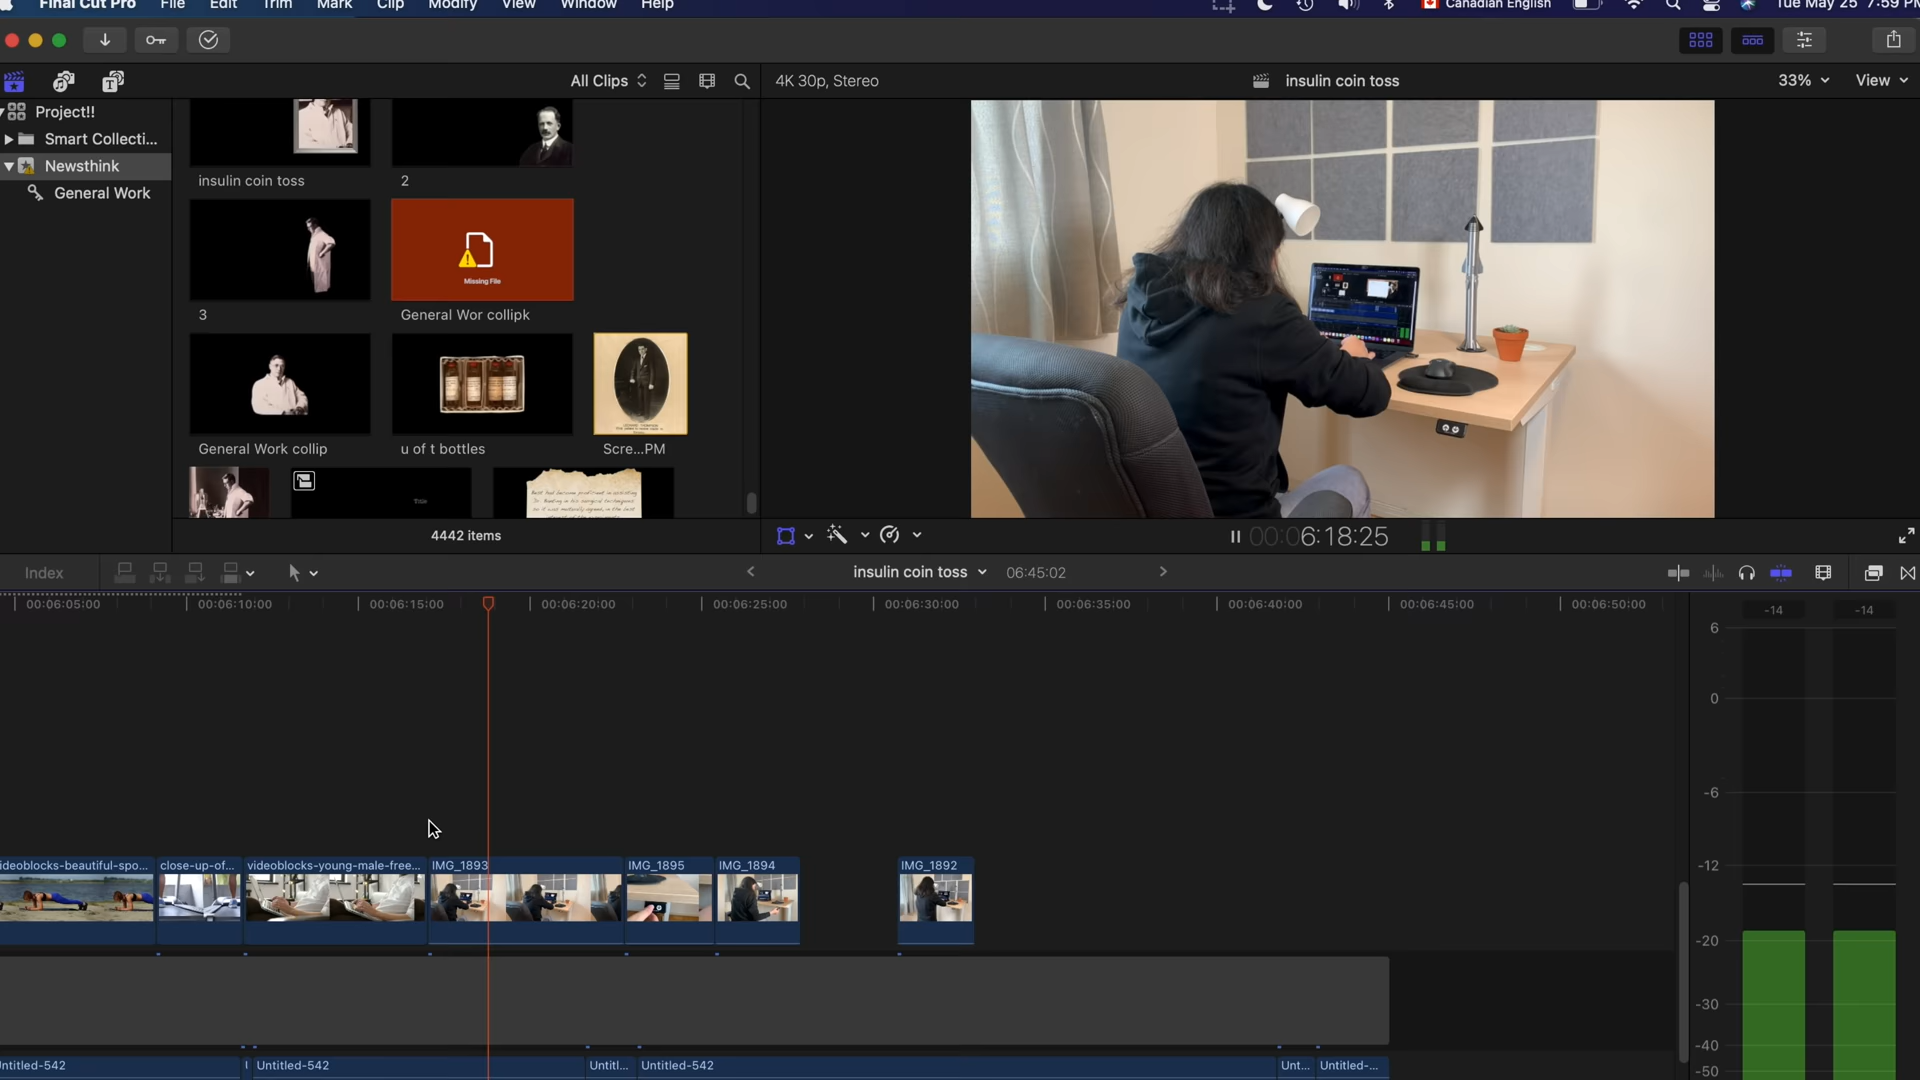 Final Cut Pro File Edit Trim Mark Clip Modify View Window Help Canadian English Tue May 25 7:59 PM
All Clips 4K 30p, Stereo insulin coin toss 33% View
Project!!
Smart Collecti...
Newsthink
General Work
insulin coin toss 2
Missing File
3 General Wor collipk
General Work collip u of t bottles Scre...PM
Title
4442 items 00:06:18:25
Index insulin coin toss 06:45:02
00:06:05:00 00:06:10:00 00:06:15:00 00:06:20:00 00:06:25:00 00:06:30:00 00:06:35:00 00:06:40:00 00:06:45:00 00:06:50:00
-14 -14
6
0
-6
-12
-20
-30
-40
-50
ideoblocks-beautiful-spo... close-up-of... videoblocks-young-male-free... IMG_1893 IMG_1895 IMG_1894 IMG_1892
ntitled-542 Untitled-542 Untitl... Untitled-542 Unt... Untitled-...